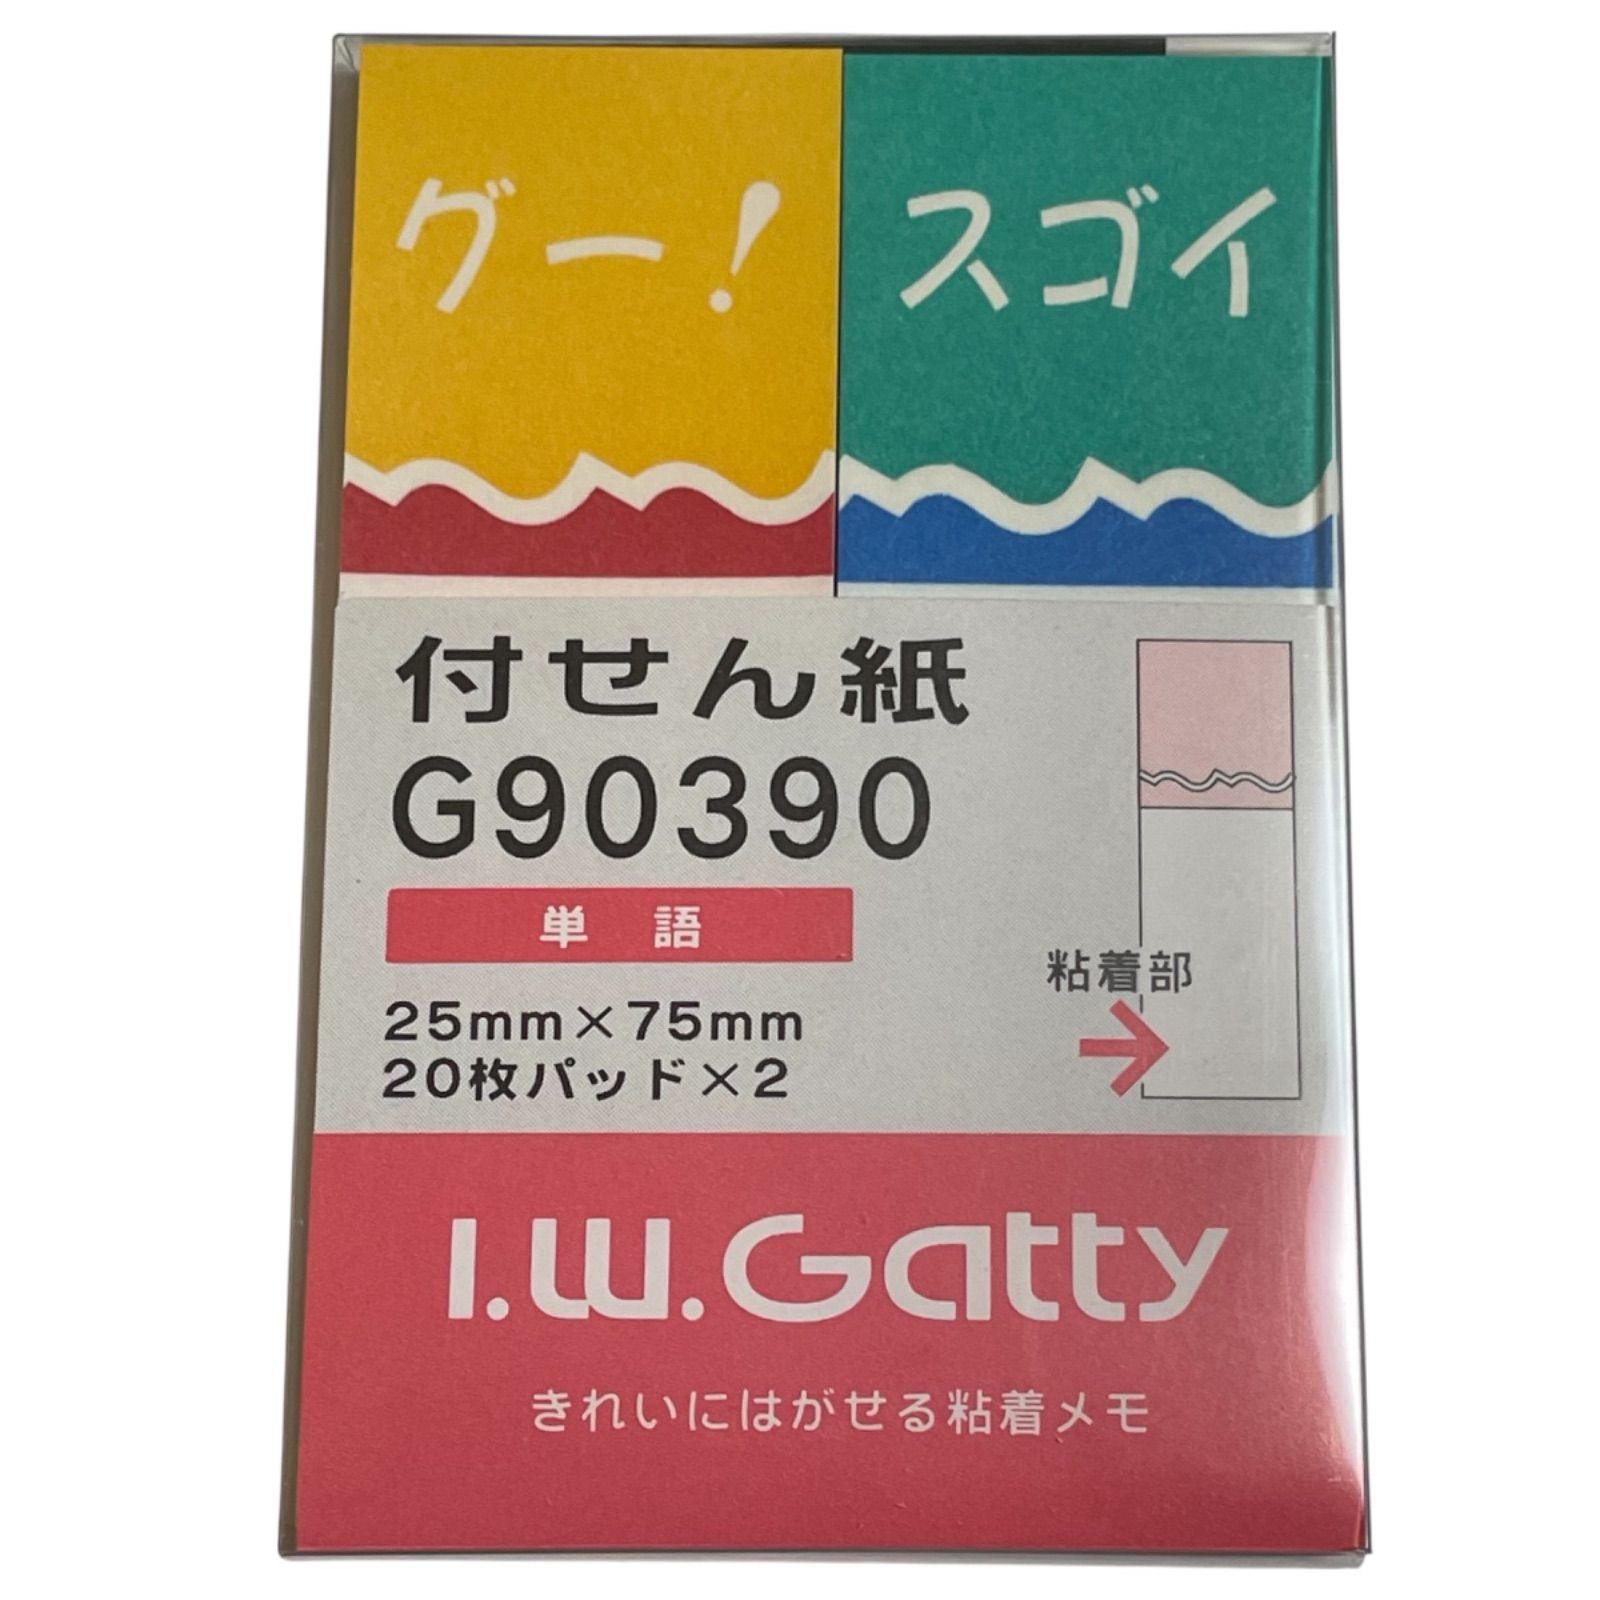 グー!
スゴイ
付せん紙
G90390
単 語
25mm×75mm
20枚パッド×2
粘着部
I.W.Gatty
きれいにはがせる粘着メモ